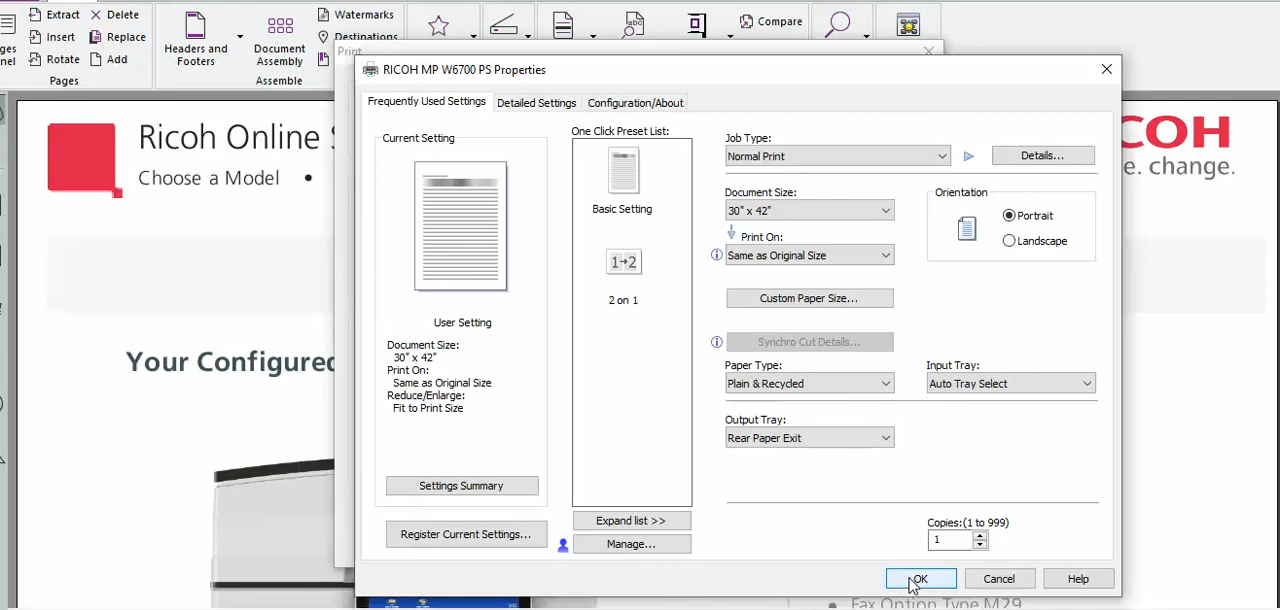 Extract
Delete
Watermarks
Insert
Replace
Destinations
Rotate
Add
Pages
Headers and
Footers
Document
Assembly
Assemble
Compare
Print
RICOH MP W6700 PS Properties
Frequently Used Settings
Detailed Settings
Configuration/About
Ricoh Online
Choose a Model •
COH
e. change.
Your Configured
Current Setting
User Setting
Document Size:
30" x 42"
Print On:
Same as Original Size
Reduce/Enlarge:
Fit to Print Size
Settings Summary
Register Current Settings...
One Click Preset List:
Basic Setting
1→2
2 on 1
Expand list >>
Manage...
Job Type:
Normal Print
Details...
Document Size:
30" x 42"
Print On:
Same as Original Size
Custom Paper Size...
Synchro Cut Details...
Orientation
Portrait
Landscape
Paper Type:
Plain & Recycled
Input Tray:
Auto Tray Select
Output Tray:
Rear Paper Exit
Copies:(1 to 999)
1
OK
Cancel
Help
Fax Option Type M29